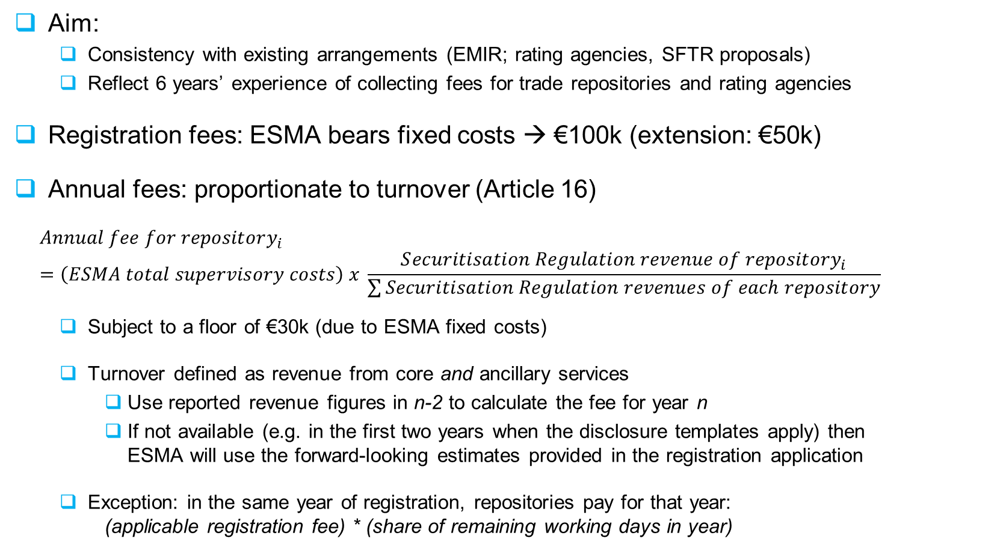 Aim:
Consistency with existing arrangements (EMIR; rating agencies, SFTR proposals)
Reflect 6 years’ experience of collecting fees for trade repositories and rating agencies
Registration fees: ESMA bears fixed costs → €100k (extension: €50k)
Annual fees: proportionate to turnover (Article 16)
Annual fee for repositoryᵢ
= (ESMA total supervisory costs) x
Securitisation Regulation revenue of repositoryᵢ
∑ Securitisation Regulation revenues of each repository
Subject to a floor of €30k (due to ESMA fixed costs)
Turnover defined as revenue from core and ancillary services
Use reported revenue figures in n-2 to calculate the fee for year n
If not available (e.g. in the first two years when the disclosure templates apply) then
ESMA will use the forward-looking estimates provided in the registration application
Exception: in the same year of registration, repositories pay for that year:
(applicable registration fee) * (share of remaining working days in year)